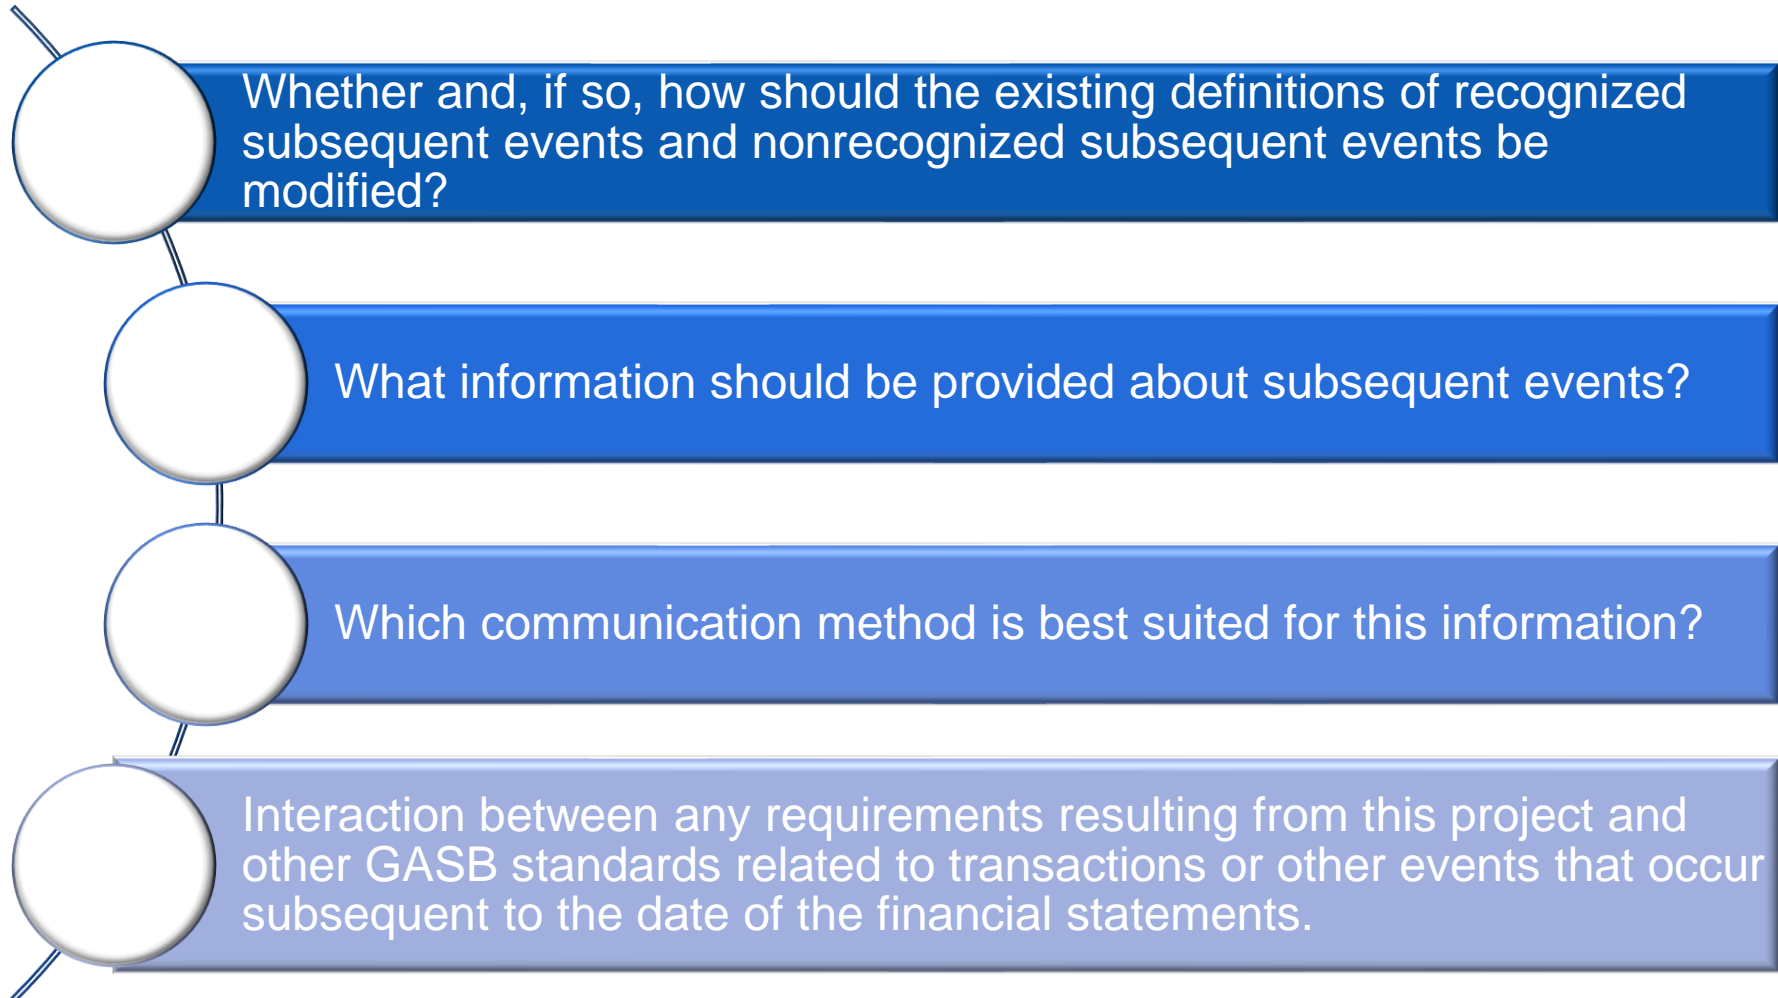 Whether and, if so, how should the existing definitions of recognized
subsequent events and nonrecognized subsequent events be
modified?
What information should be provided about subsequent events?
Which communication method is best suited for this information?
Interaction between any requirements resulting from this project and
other GASB standards related to transactions or other events that occur
subsequent to the date of the financial statements.